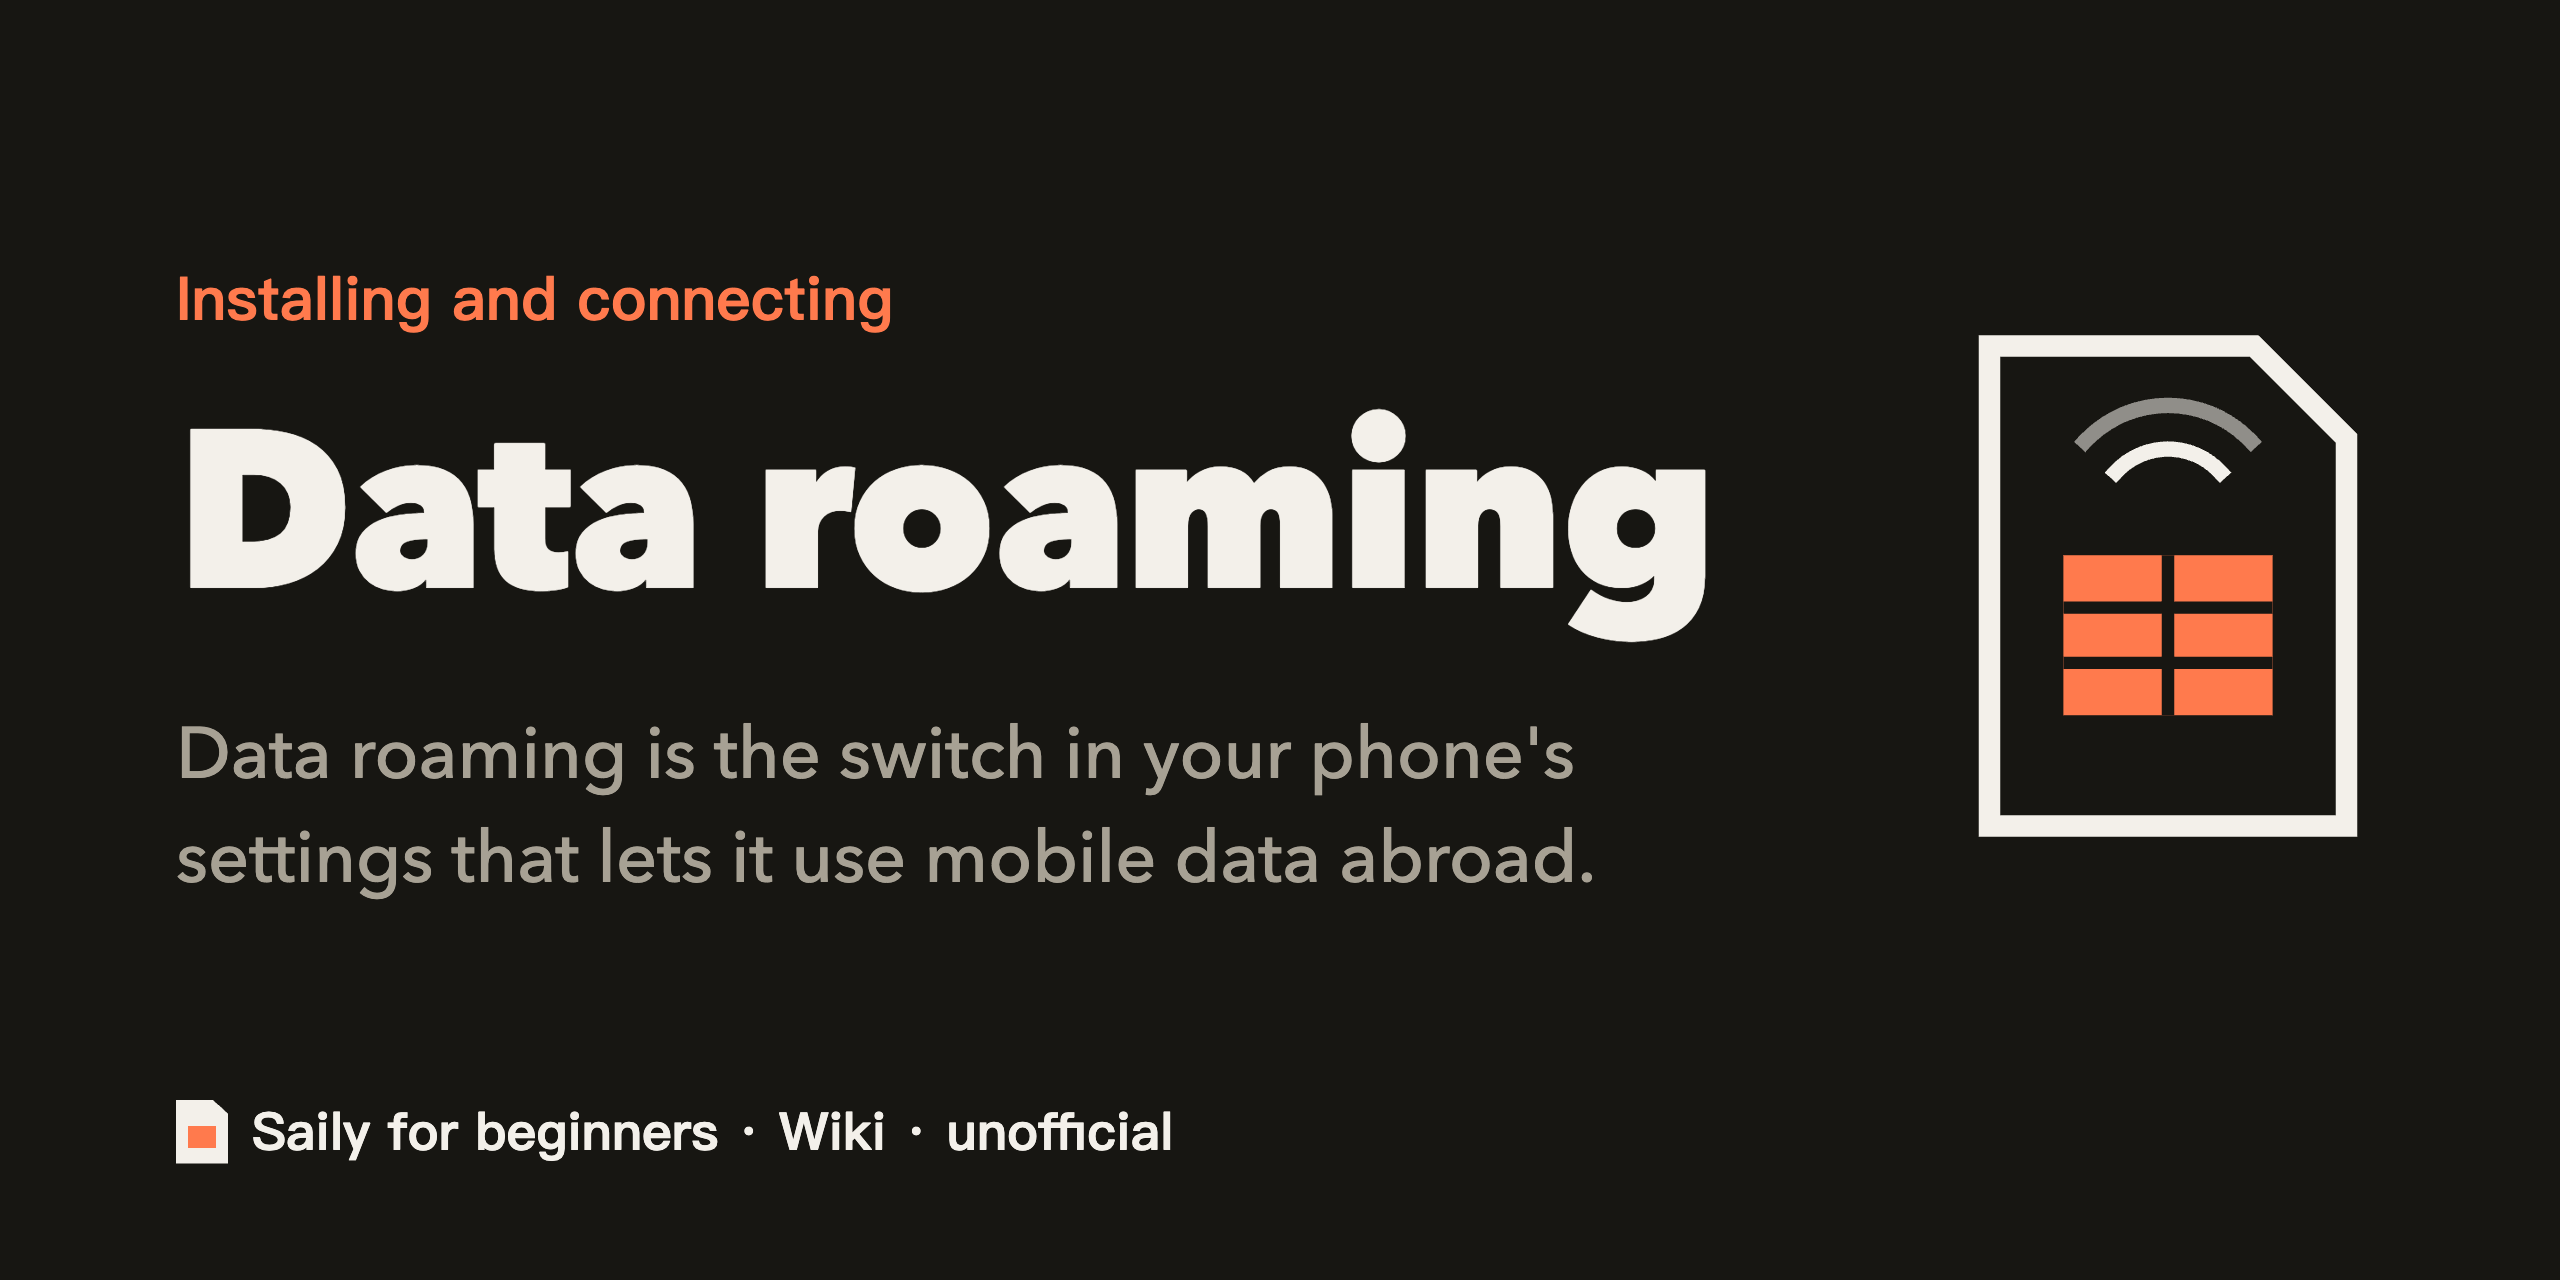 Installing and connecting
Data roaming
Data roaming is the switch in your phone's
settings that lets it use mobile data abroad.
Saily for beginners · Wiki · unofficial